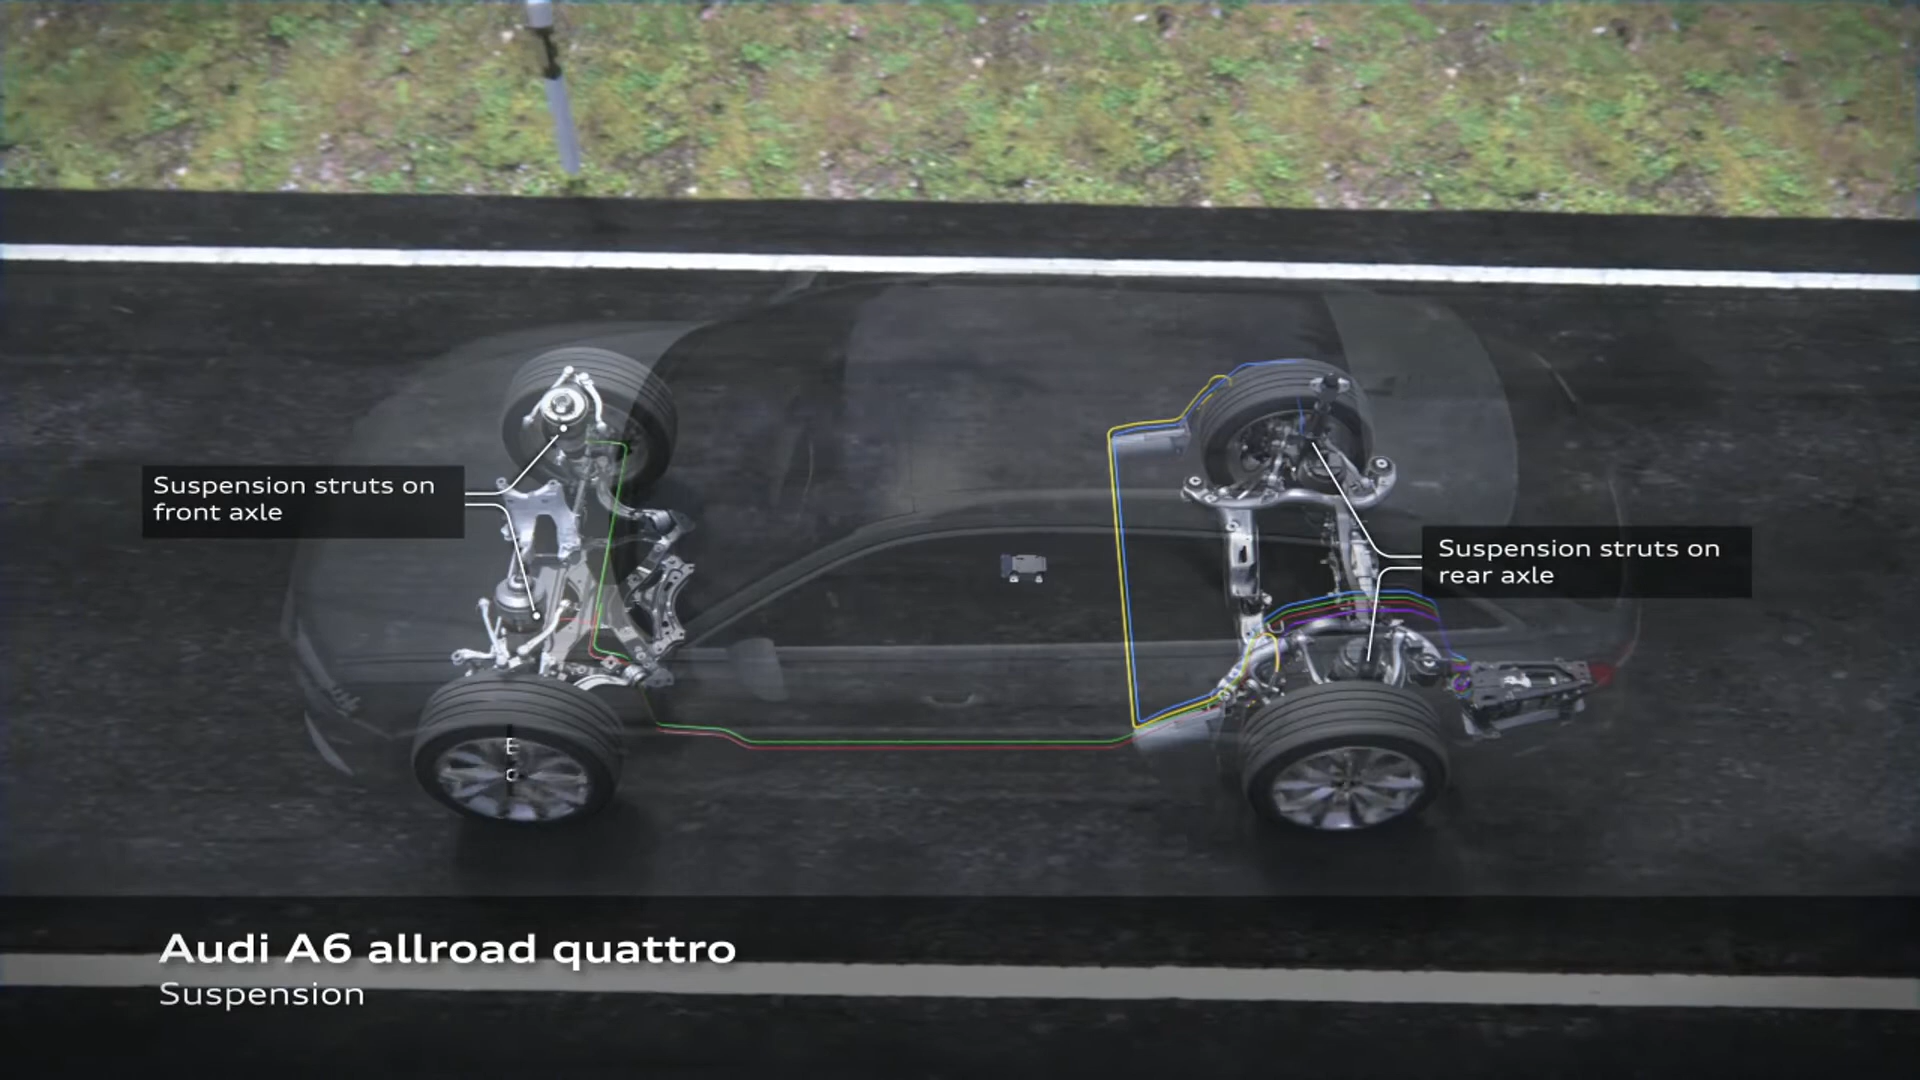 Suspension struts on
front axle
Suspension struts on
rear axle
Audi A6 allroad quattro
Suspension